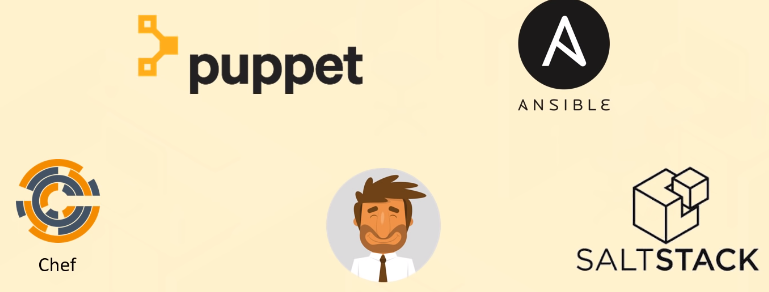 puppet
ANSIBLE
Chef
SALTSTACK